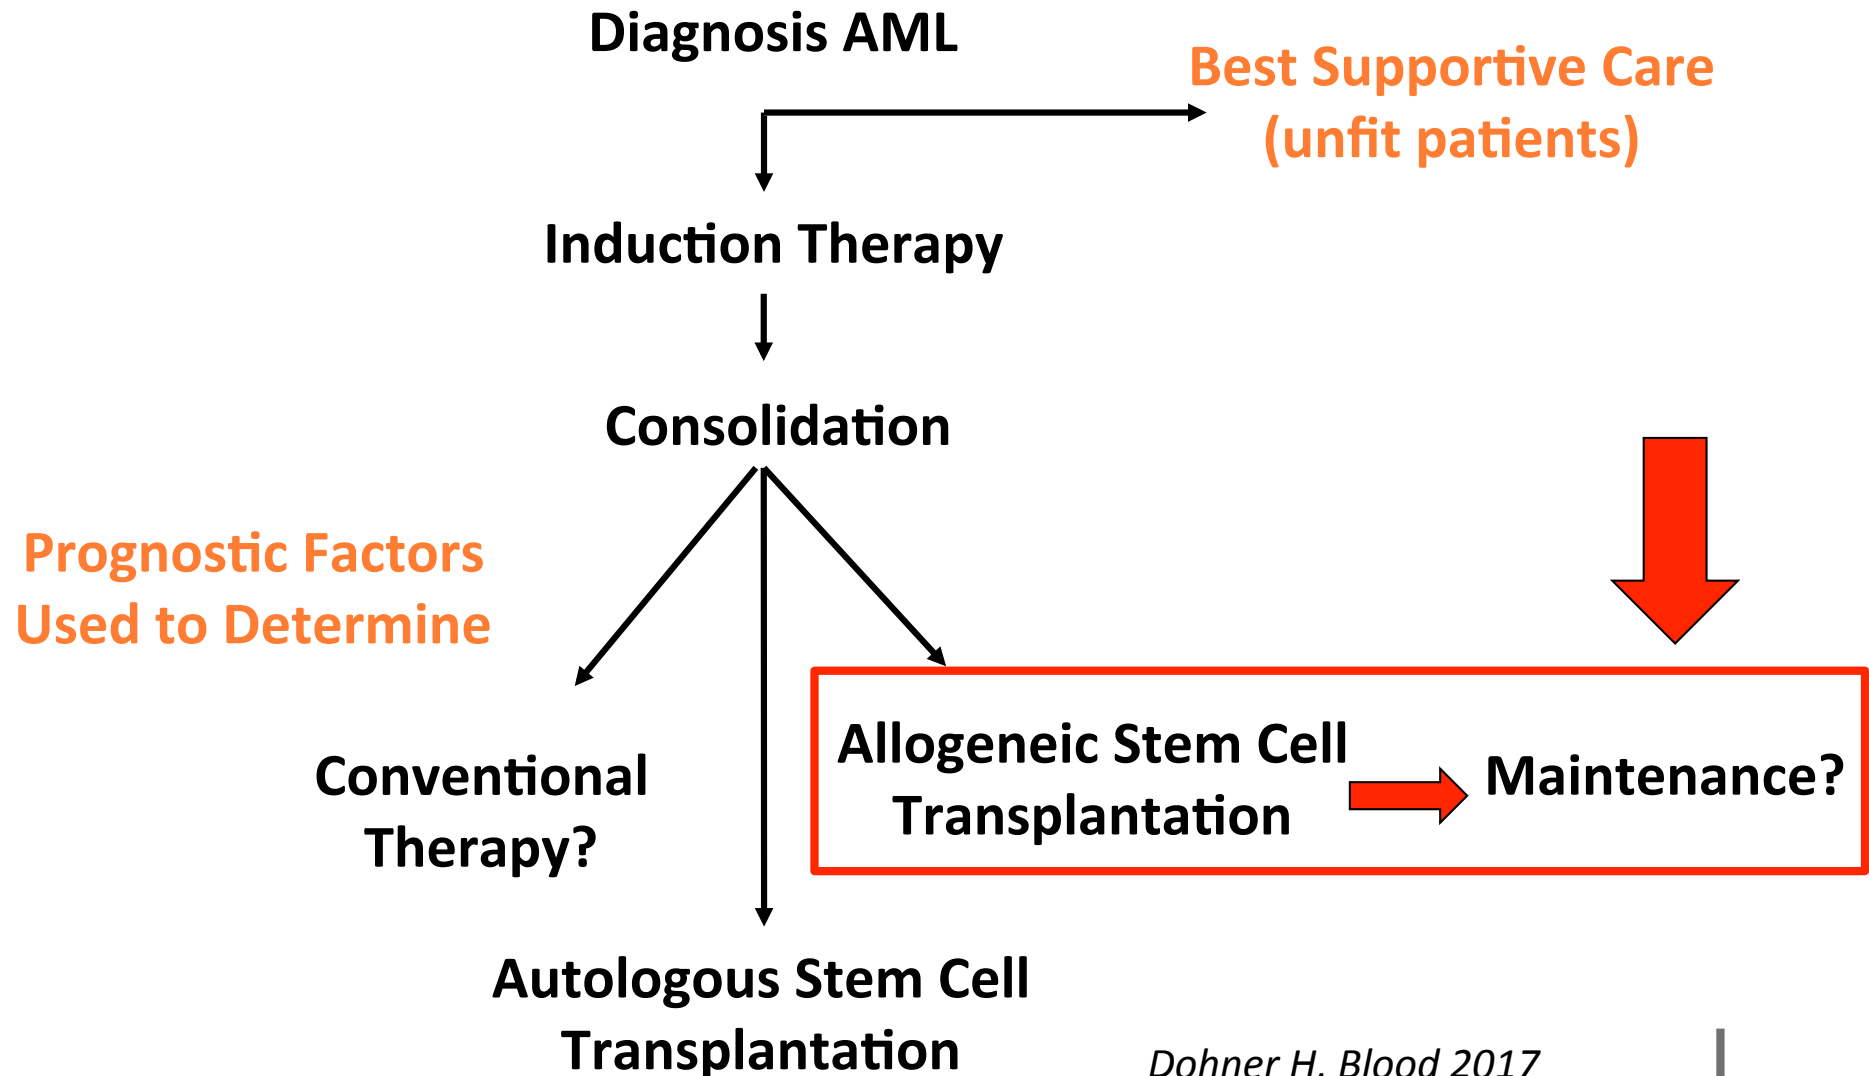 Diagnosis AML
Best Supportive Care
(unfit patients)
Induction Therapy
Consolidation
Prognostic Factors
Used to Determine
Conventional
Therapy?
Allogeneic Stem Cell
Transplantation
Maintenance?
Autologous Stem Cell
Transplantation
Dohner H. Blood 2017